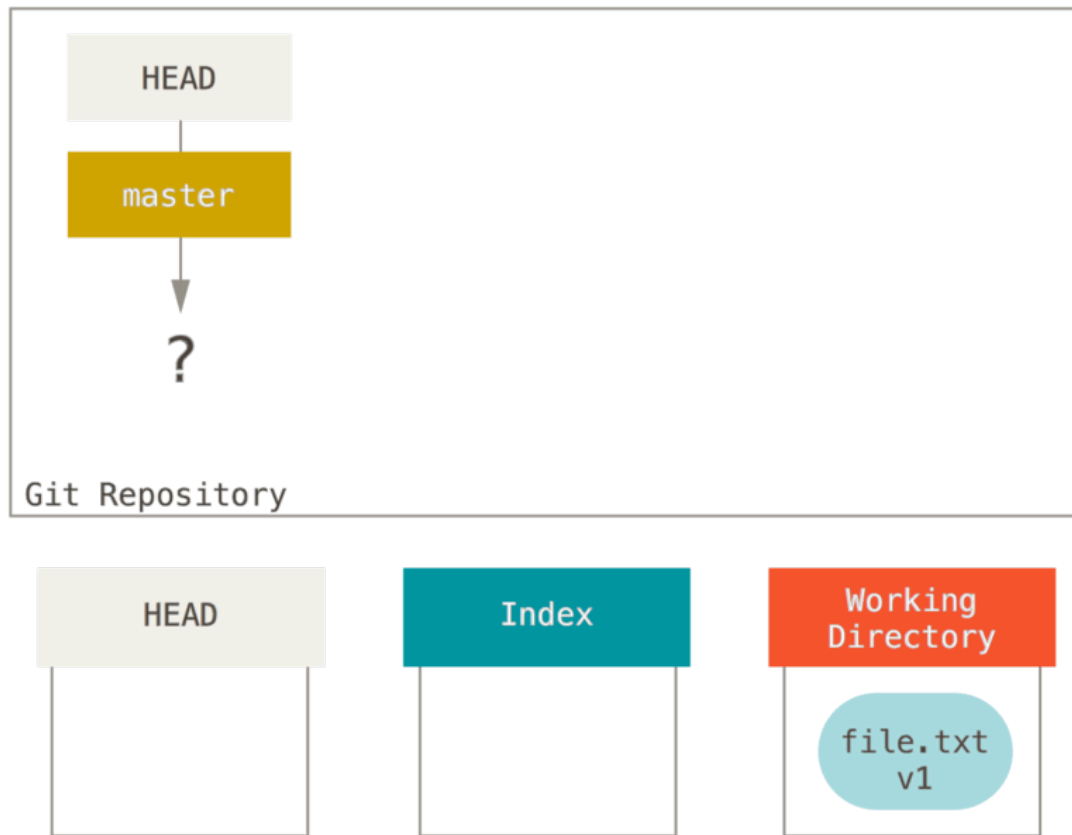 HEAD
master
?
Git Repository
HEAD
Index
Working
Directory
file.txt
v1